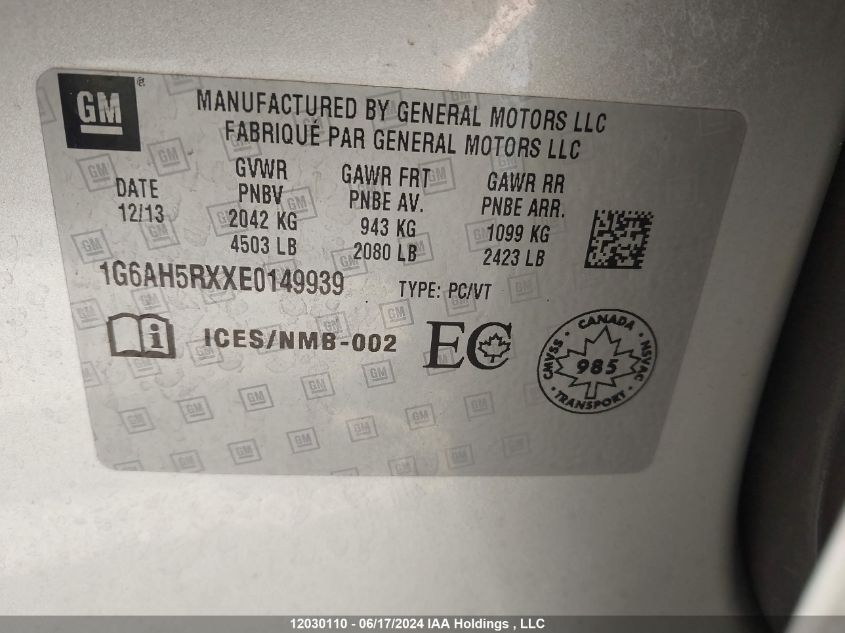 GM
MANUFACTURED BY GENERAL MOTORS LLC
FABRIQUÉ PAR GENERAL MOTORS LLC
DATE
12/13
GVWR
PNBV
2042 KG
4503 LB
GAWR FRT
PNBE AV.
943 KG
2080 LB
GAWR RR
PNBE ARR.
1099 KG
2423 LB
1G6AH5RXXE0149939
TYPE: PC/VT
i ICES/NMB-002
EC
CANADA
CMVSS · NSVAC
985
TRANSPORT
12030110 - 06/17/2024 IAA Holdings , LLC